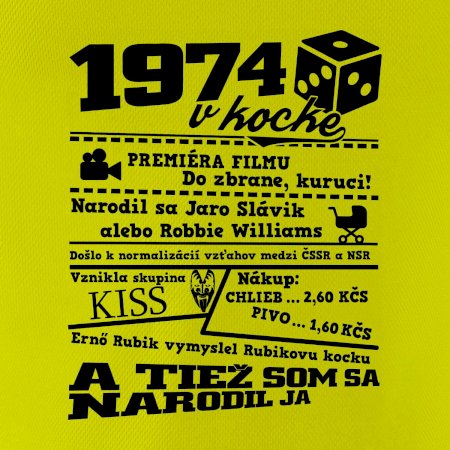 1974
v kocke
PREMIÉRA FILMU
Do zbrane, kuruci!
Narodil sa Jaro Slávik
alebo Robbie Williams
Došlo k normalizácií vzťahov medzi ČSSR a NSR
Vznikla skupina
KISS
Nákup:
CHLIEB ... 2,60 KČS
PIVO ... 1,60 KČS
Ernő Rubik vymyslel Rubikovu kocku
A TIEŽ SOM SA
NARODIL JA